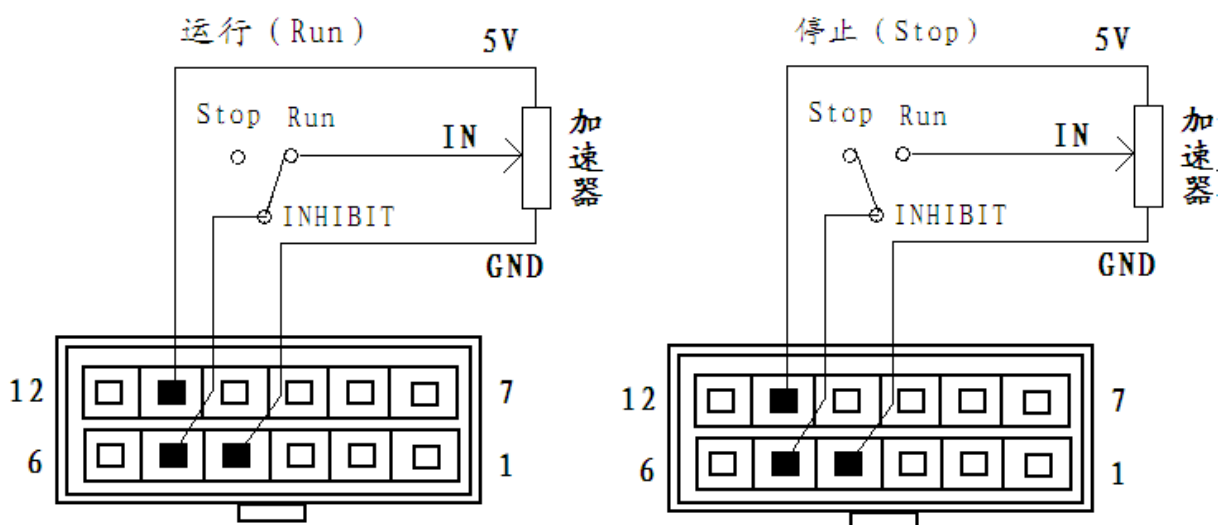 运行（Run）
5V
Stop
Run
IN
加速器
INHIBIT
GND
12
7
6
1
停止（Stop）
5V
Stop
Run
IN
加速器
INHIBIT
GND
12
7
6
1